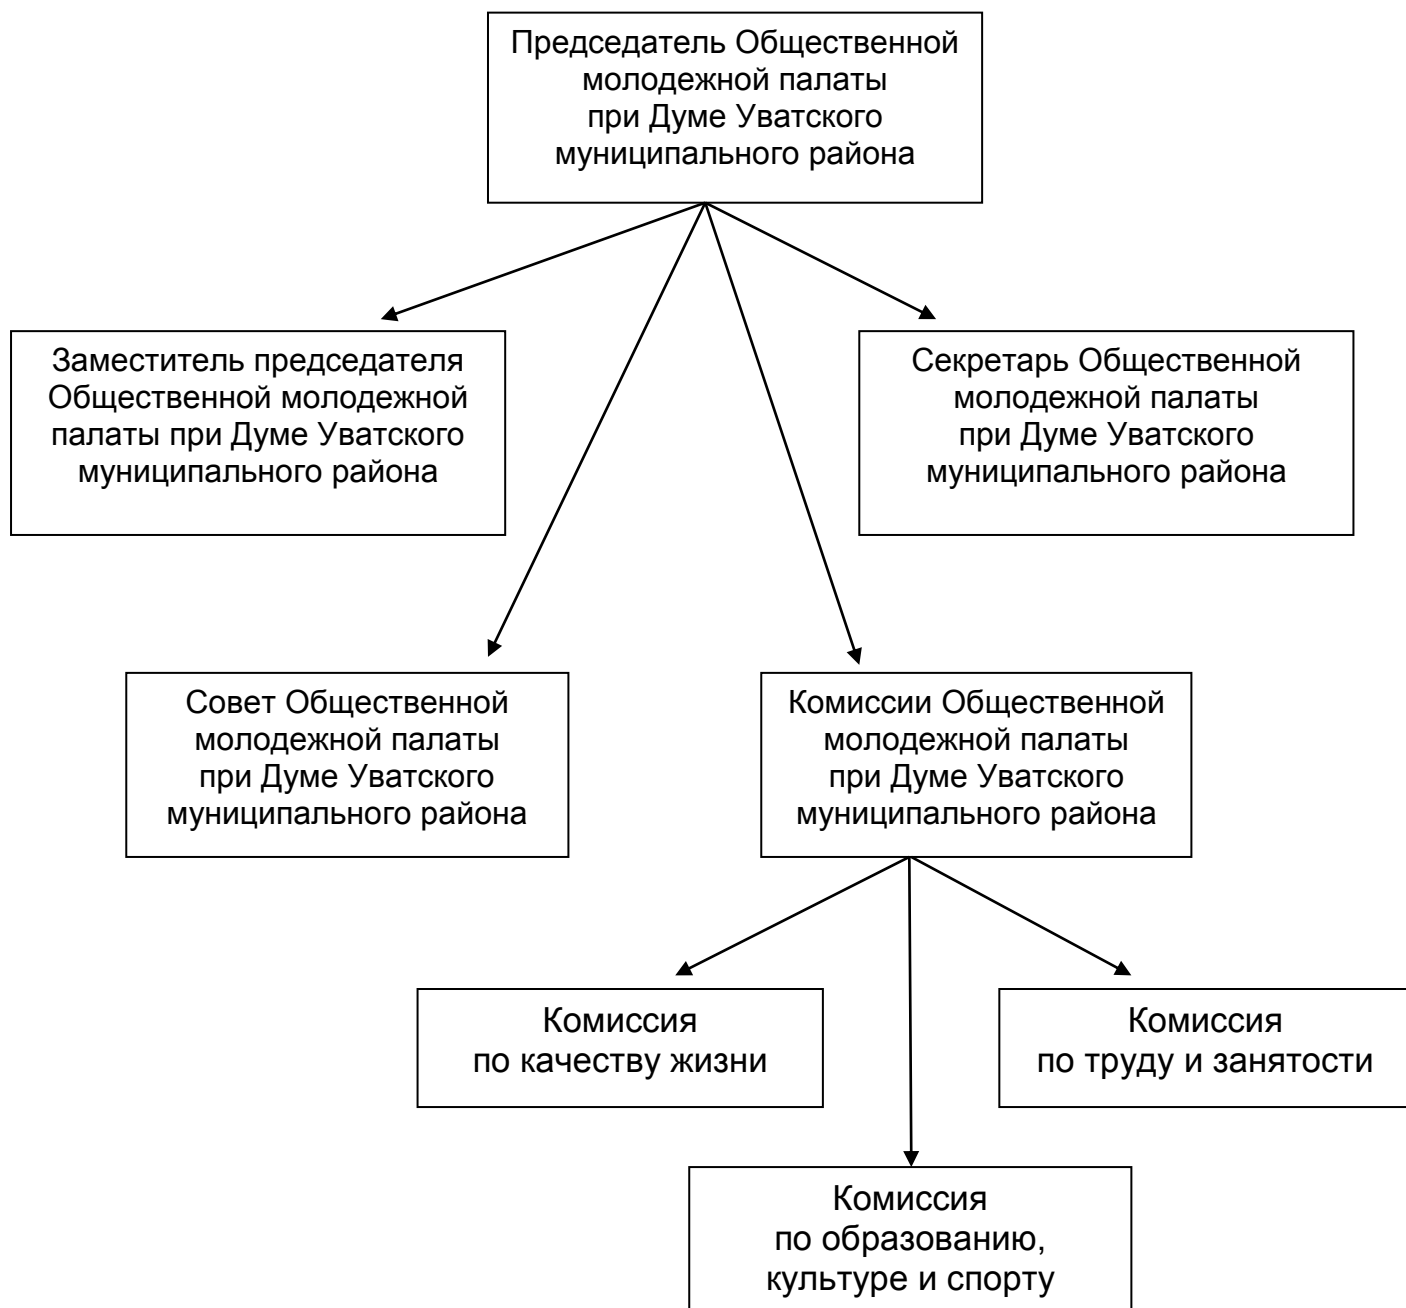 Председатель Общественной
молодежной палаты
при Думе Уватского
муниципального района
Заместитель председателя
Общественной молодежной
палаты при Думе Уватского
муниципального района
Секретарь Общественной
молодежной палаты
при Думе Уватского
муниципального района
Совет Общественной
молодежной палаты
при Думе Уватского
муниципального района
Комиссии Общественной
молодежной палаты
при Думе Уватского
муниципального района
Комиссия
по качеству жизни
Комиссия
по труду и занятости
Комиссия
по образованию,
культуре и спорту